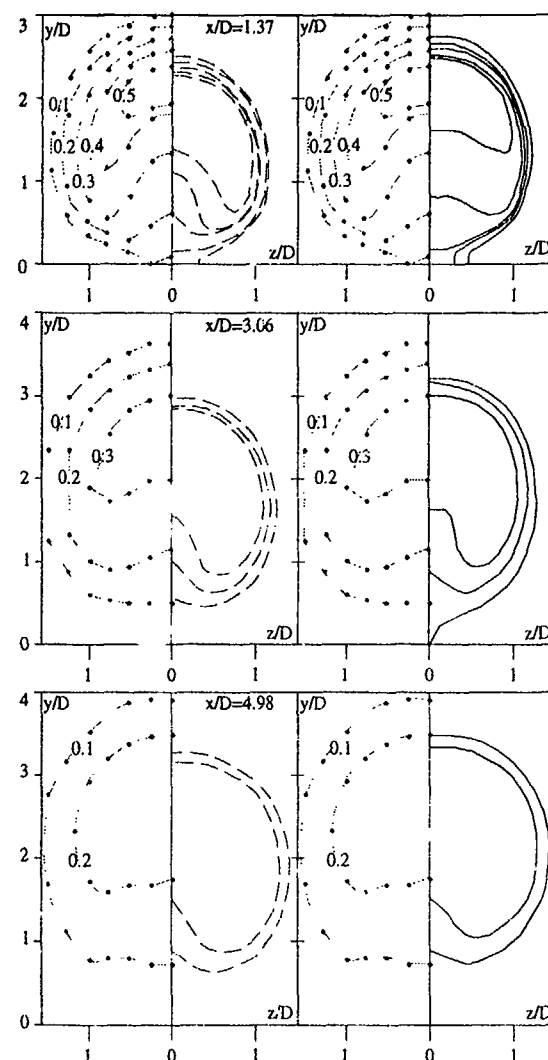 3 y/D x/D=1.37 y/D
0.1 0.5 0.1 0.5
2
0.2 0.4 0.2 0.4
0.3 0.3
1
0 z/D z/D
1 0 1 1 0 1
4 y/D x/D=3.06 y/D
3
0.1 0.1
0.3 0.3
2 0.2 0.2
1
0 z/D z/D
1 0 1 1 0 1
4 y/D x/D=4.98 y/D
0.1 0.1
3
2 0.2 0.2
1
0 z/D z/D
1 0 1 1 0 1